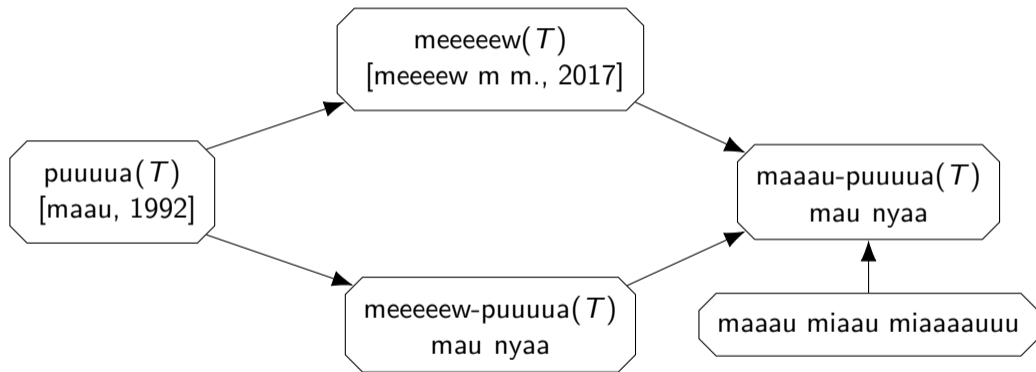 meeeeew(T)
[meeeew m m., 2017]
puuuua(T)
[maau, 1992]
maaau-puuuua(T)
mau nyaa
meeeeew-puuuua(T)
mau nyaa
maaau miaau miaaaauuu